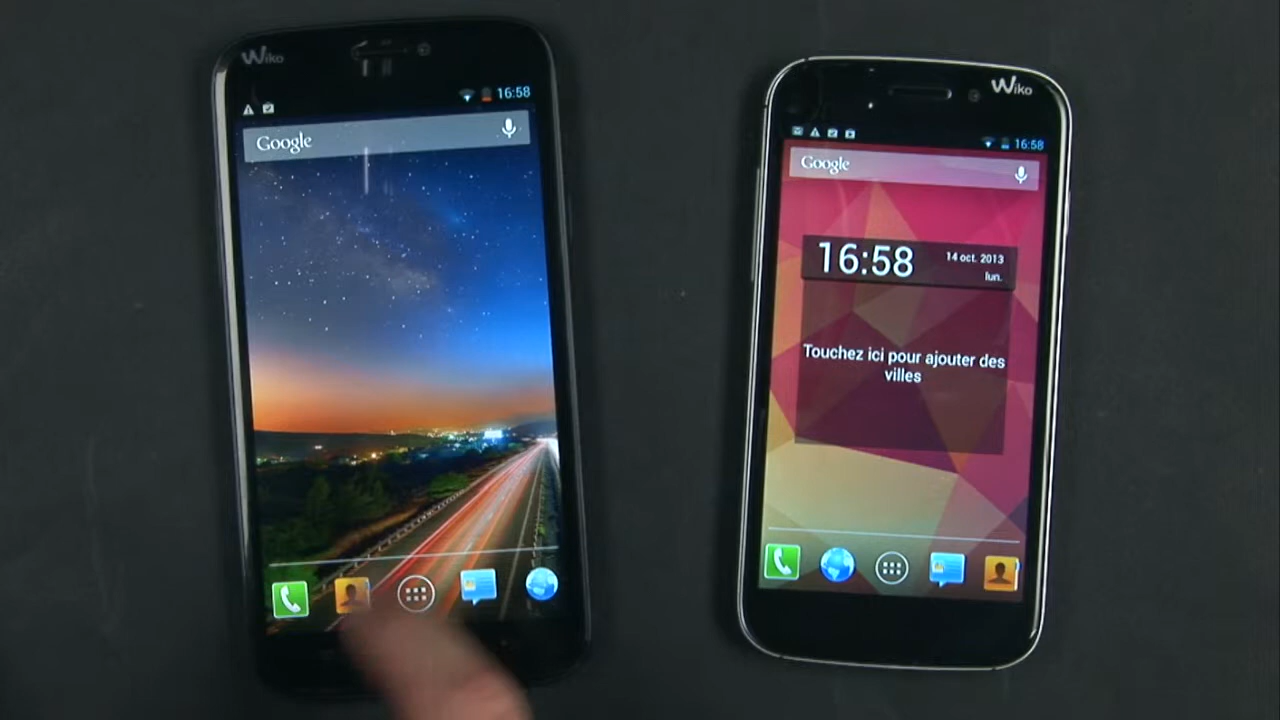 Wiko
16:58
Google
Wiko
16:58
Google
16:58
14 oct. 2013
lun.
Touchez ici pour ajouter des
villes